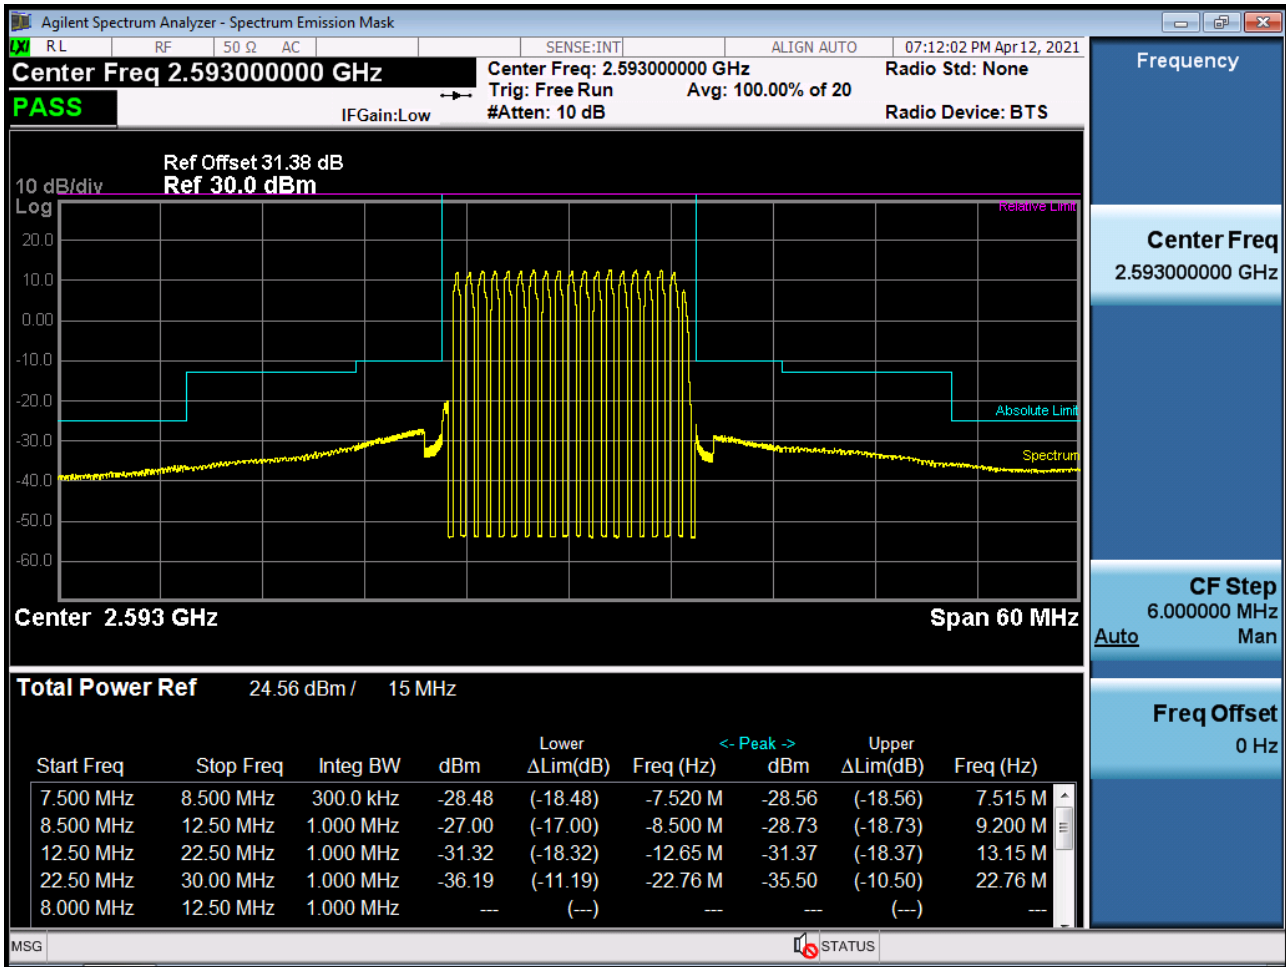 Agilent Spectrum Analyzer - Spectrum Emission Mask
LXI RL RF 50 Ω AC SENSE:INT ALIGN AUTO 07:12:02 PM Apr 12, 2021
Center Freq 2.593000000 GHz Center Freq: 2.593000000 GHz Radio Std: None
Trig: Free Run Avg: 100.00% of 20
PASS IFGain:Low #Atten: 10 dB Radio Device: BTS
Ref Offset 31.38 dB
10 dB/div Ref 30.0 dBm
Log
Relative Limit
20.0
10.0
0.00
-10.0
-20.0
Absolute Limit
-30.0
Spectrum
-40.0
-50.0
-60.0
Center 2.593 GHz Span 60 MHz
Total Power Ref 24.56 dBm / 15 MHz
Lower <- Peak -> Upper
Start Freq Stop Freq Integ BW dBm ΔLim(dB) Freq (Hz) dBm ΔLim(dB) Freq (Hz)
7.500 MHz 8.500 MHz 300.0 kHz -28.48 (-18.48) -7.520 M -28.56 (-18.56) 7.515 M
8.500 MHz 12.50 MHz 1.000 MHz -27.00 (-17.00) -8.500 M -28.73 (-18.73) 9.200 M
12.50 MHz 22.50 MHz 1.000 MHz -31.32 (-18.32) -12.65 M -31.37 (-18.37) 13.15 M
22.50 MHz 30.00 MHz 1.000 MHz -36.19 (-11.19) -22.76 M -35.50 (-10.50) 22.76 M
8.000 MHz 12.50 MHz 1.000 MHz --- (---) --- --- (---) ---
MSG STATUS
Frequency
Center Freq
2.593000000 GHz
CF Step
6.000000 MHz
Auto Man
Freq Offset
0 Hz